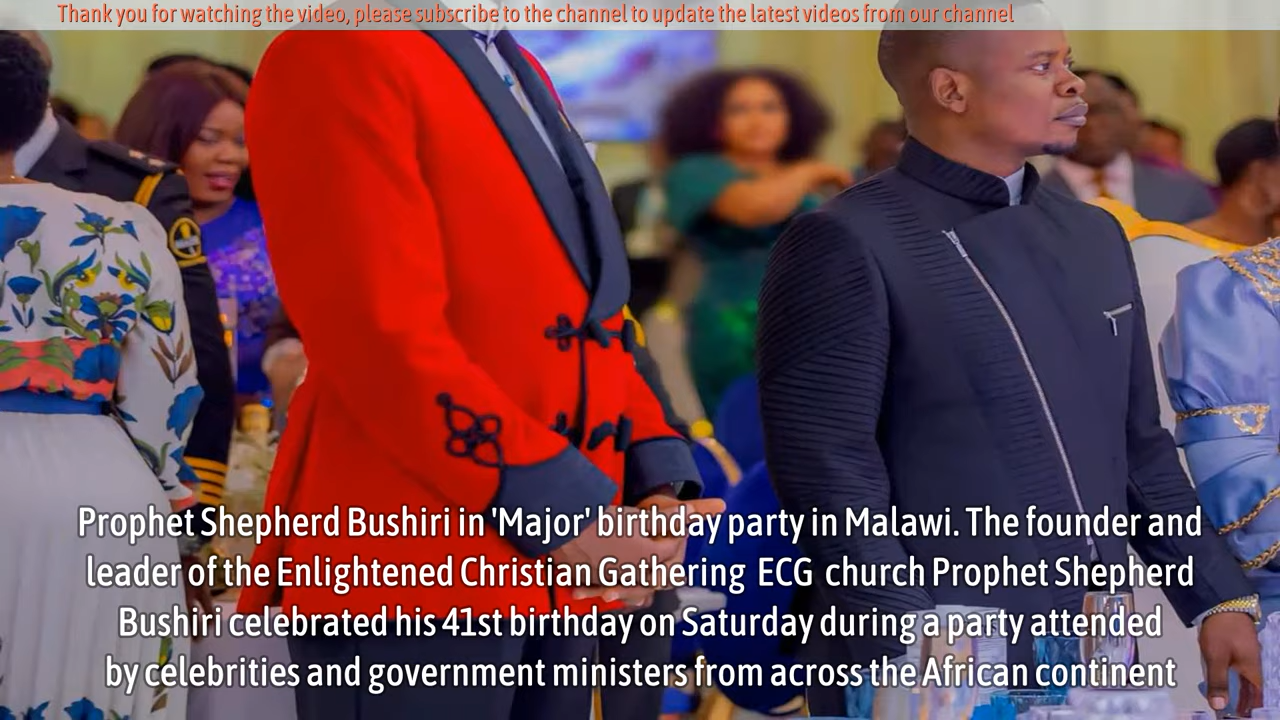 Thank you for watching the video, please subscribe to the channel to update the latest videos from our channel
Prophet Shepherd Bushiri in 'Major' birthday party in Malawi. The founder and
leader of the Enlightened Christian Gathering ECG church Prophet Shepherd
Bushiri celebrated his 41st birthday on Saturday during a party attended
by celebrities and government ministers from across the African continent